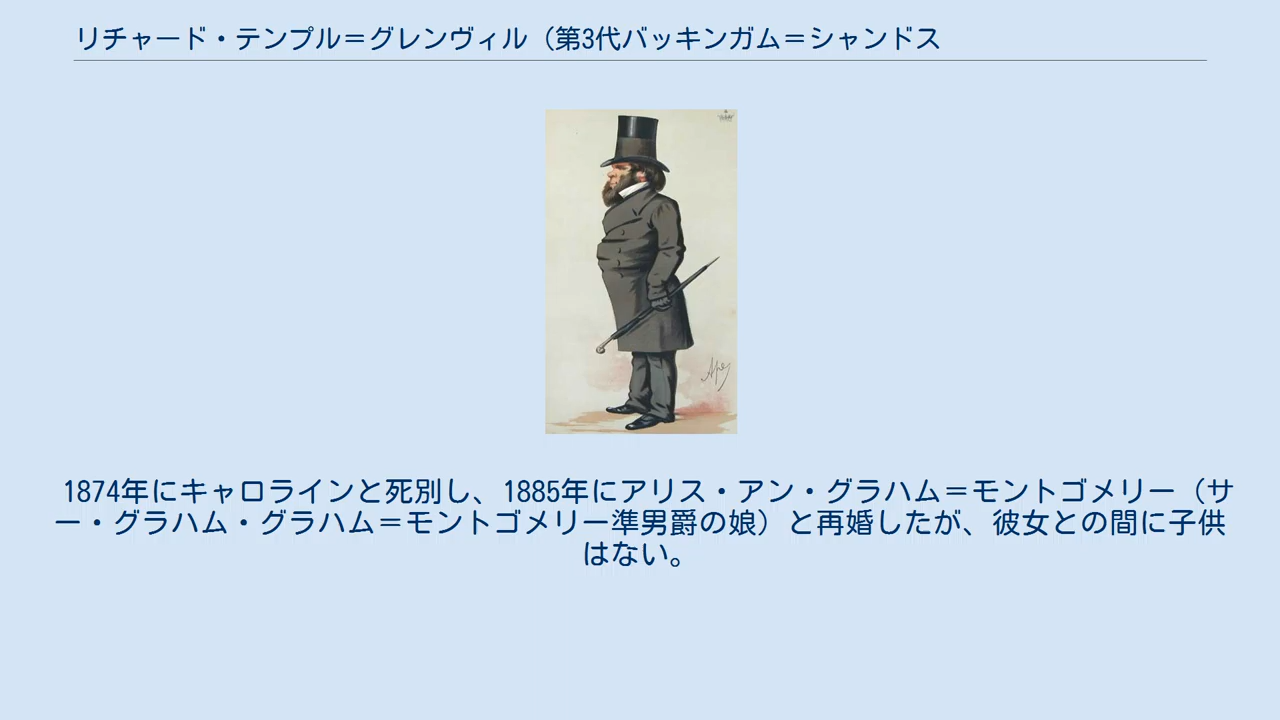 リチャード・テンプル＝グレンヴィル（第3代バッキンガム＝シャンドス
Ape
1874年にキャロラインと死別し、1885年にアリス・アン・グラハム＝モントゴメリー（サ
ー・グラハム・グラハム＝モントゴメリー準男爵の娘）と再婚したが、彼女との間に子供
はない。